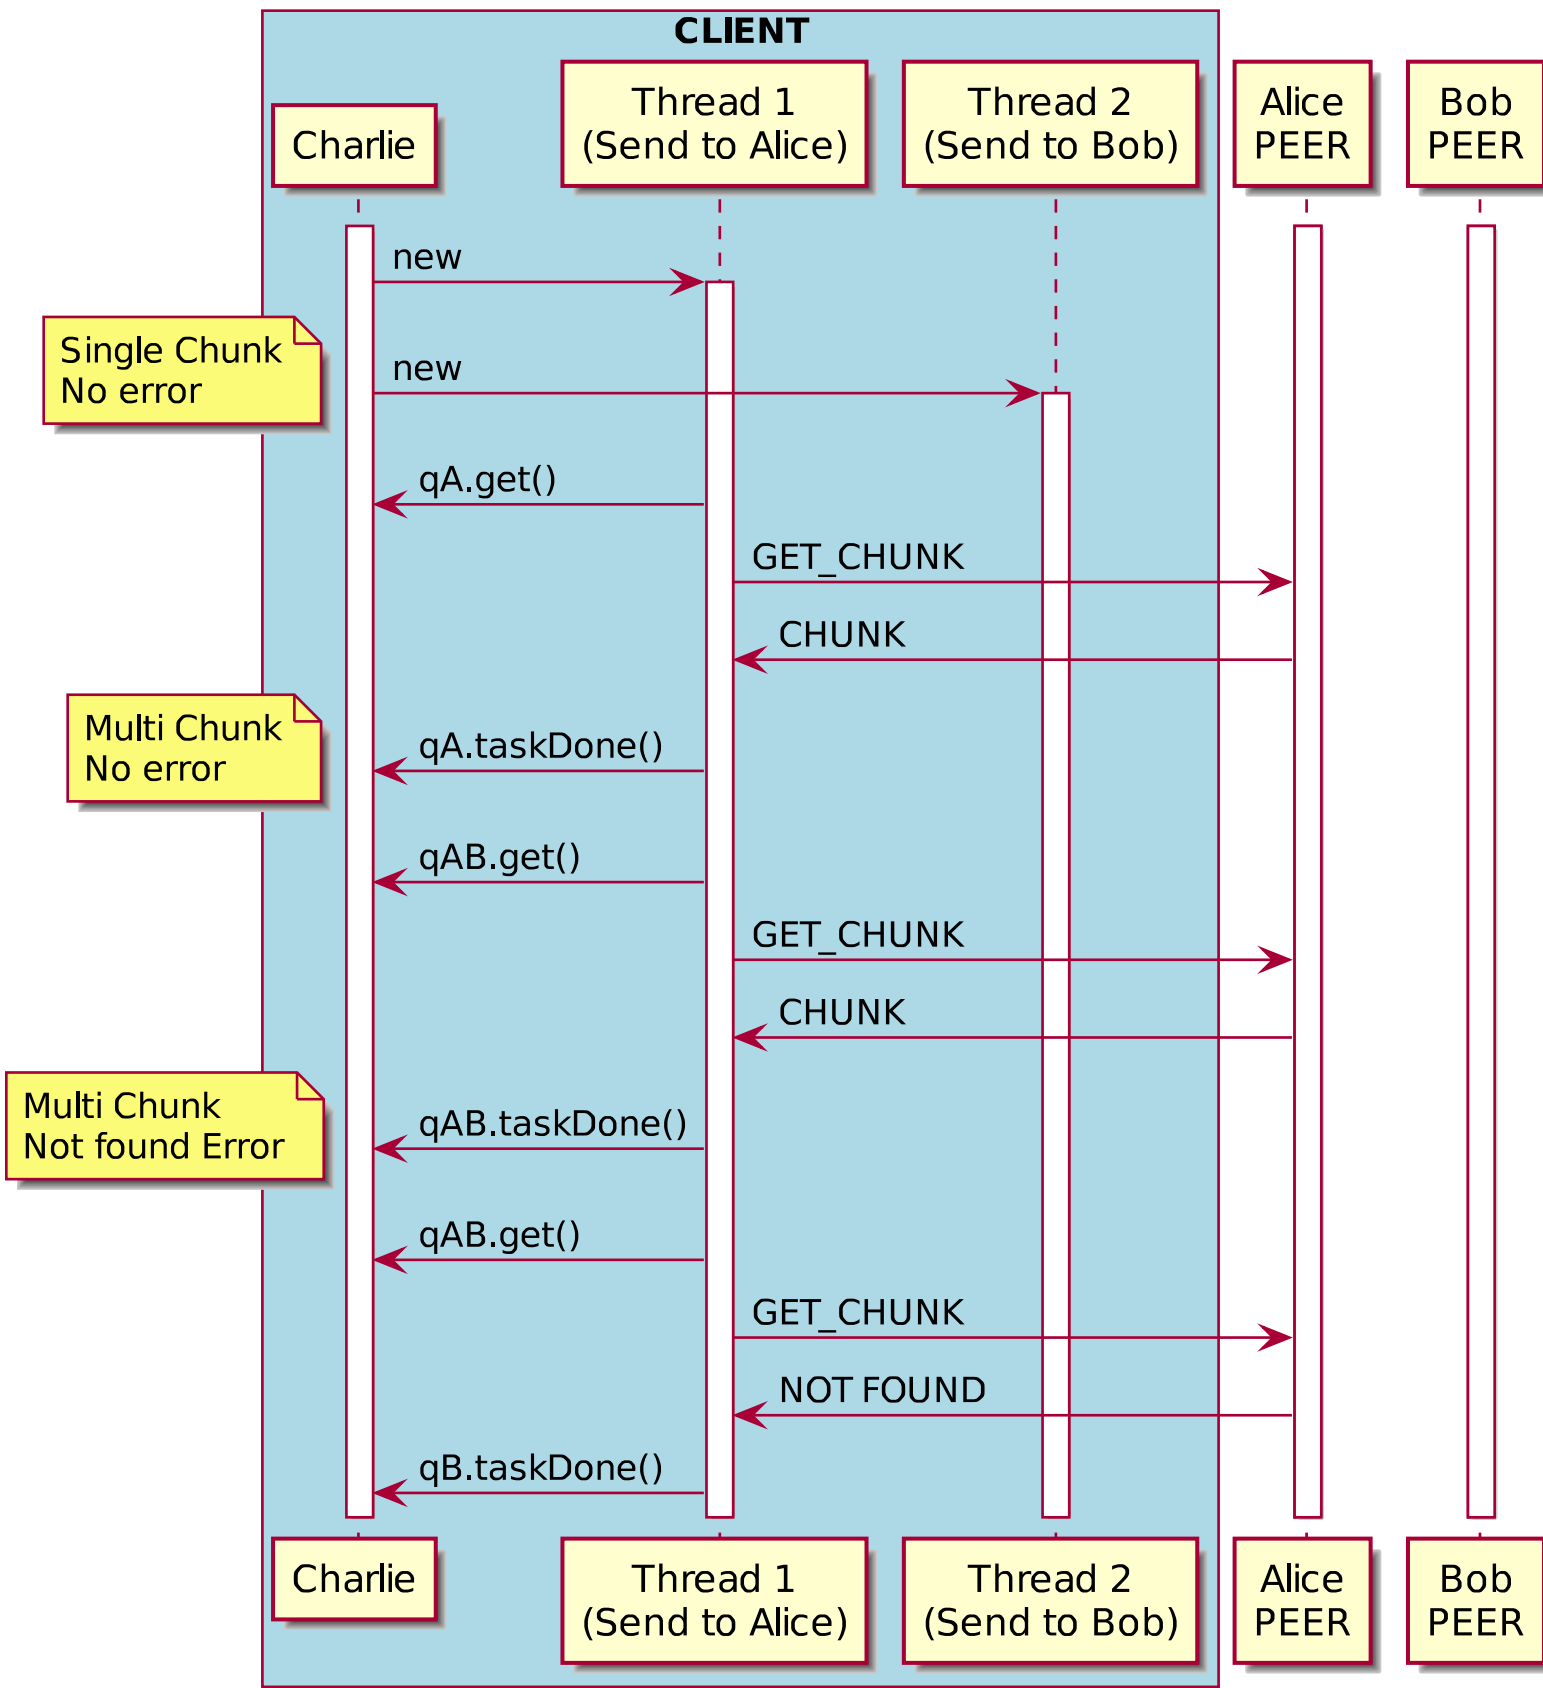 CLIENT
Charlie
Thread 1
(Send to Alice)
Thread 2
(Send to Bob)
Alice
PEER
Bob
PEER
new
Single Chunk
No error
new
qA.get()
GET_CHUNK
CHUNK
Multi Chunk
No error
qA.taskDone()
qAB.get()
GET_CHUNK
CHUNK
Multi Chunk
Not found Error
qAB.taskDone()
qAB.get()
GET_CHUNK
NOT FOUND
qB.taskDone()
Charlie
Thread 1
(Send to Alice)
Thread 2
(Send to Bob)
Alice
PEER
Bob
PEER